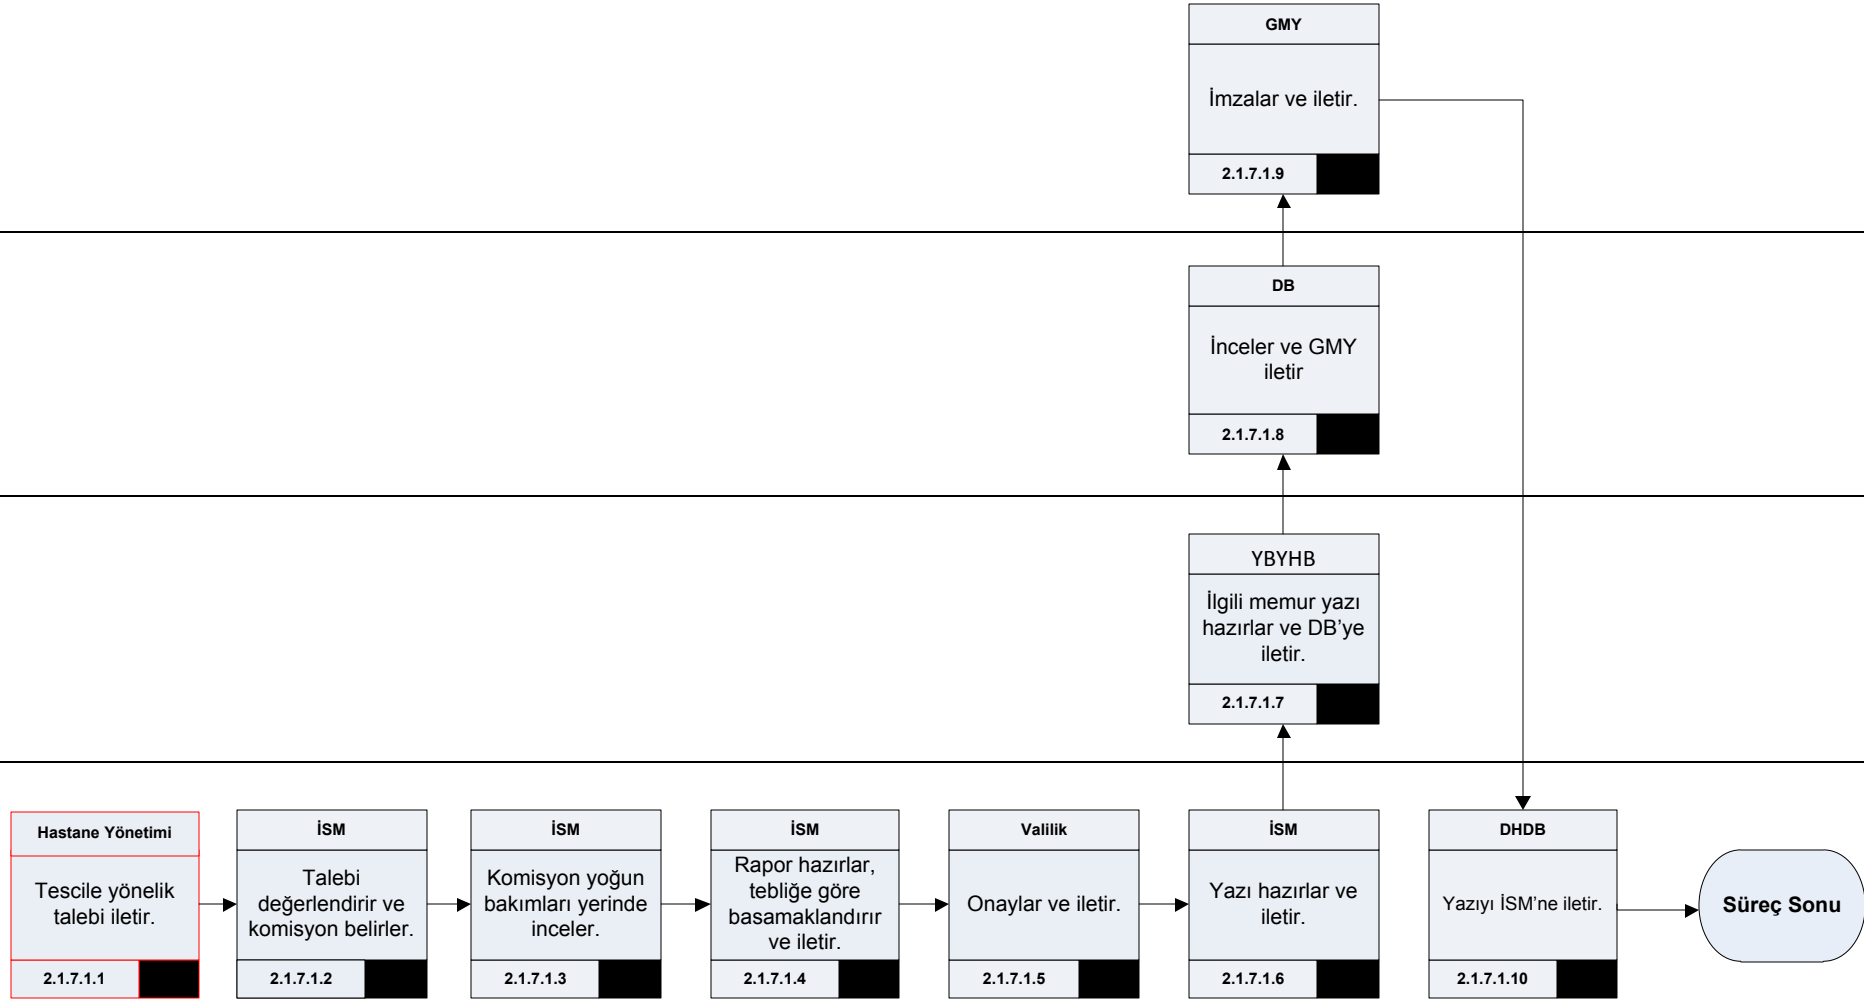 GMY
İmzalar ve iletir.
2.1.7.1.9
DB
İnceler ve GMY
iletir
2.1.7.1.8
YBYHB
İlgili memur yazı
hazırlar ve DB’ye
iletir.
2.1.7.1.7
Hastane Yönetimi
Tescile yönelik
talebi iletir.
2.1.7.1.1
İSM
Talebi
değerlendirir ve
komisyon belirler.
2.1.7.1.2
İSM
Komisyon yoğun
bakımları yerinde
inceler.
2.1.7.1.3
İSM
Rapor hazırlar,
tebliğe göre
basamaklandırır
ve iletir.
2.1.7.1.4
Valilik
Onaylar ve iletir.
2.1.7.1.5
İSM
Yazı hazırlar ve
iletir.
2.1.7.1.6
DHDB
Yazıyı İSM’ne iletir.
2.1.7.1.10
Süreç Sonu